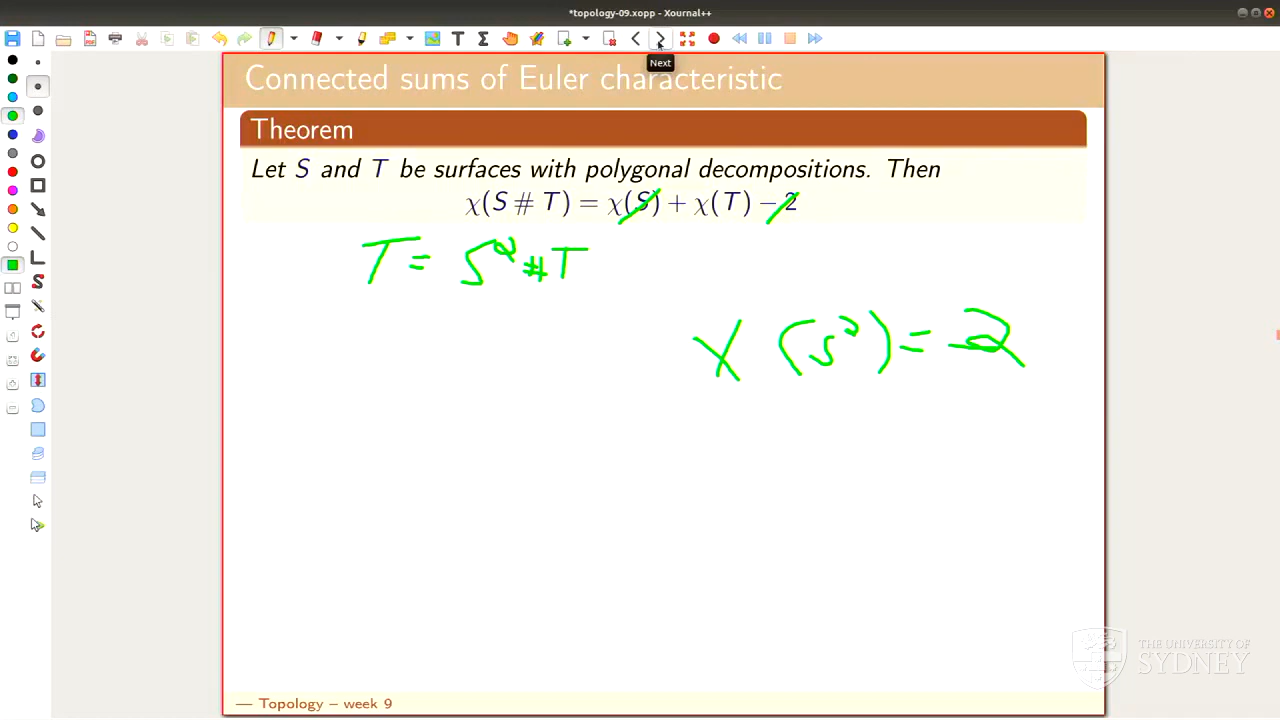 *topology-09.xopp - Xournal++
Next
Connected sums of Euler characteristic
Theorem
Let S and T be surfaces with polygonal decompositions. Then
χ(S # T) = χ(S) + χ(T) − 2
T = S² # T
χ (S²) = 2
THE UNIVERSITY OF
SYDNEY
— Topology – week 9